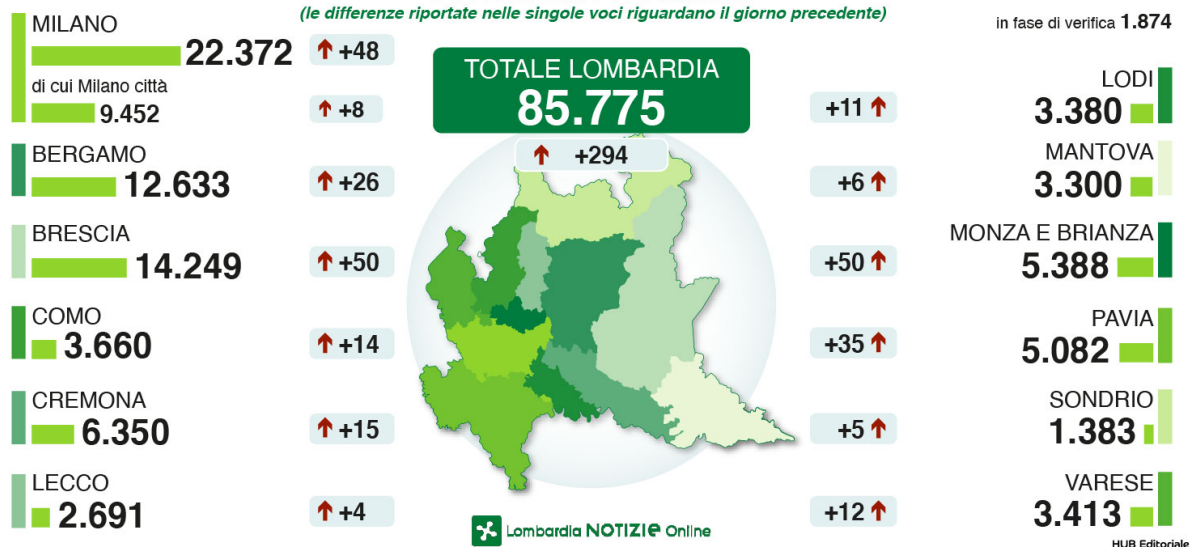 (le differenze riportate nelle singole voci riguardano il giorno precedente)
in fase di verifica 1.874
TOTALE LOMBARDIA
85.775
+294
MILANO
22.372
+48
di cui Milano città
9.452
+8
BERGAMO
12.633
+26
BRESCIA
14.249
+50
COMO
3.660
+14
CREMONA
6.350
+15
LECCO
2.691
+4
LODI
+11
3.380
MANTOVA
+6
3.300
MONZA E BRIANZA
+50
5.388
PAVIA
+35
5.082
SONDRIO
+5
1.383
VARESE
+12
3.413
Lombardia NOTIZIe Online
HUB Editoriale